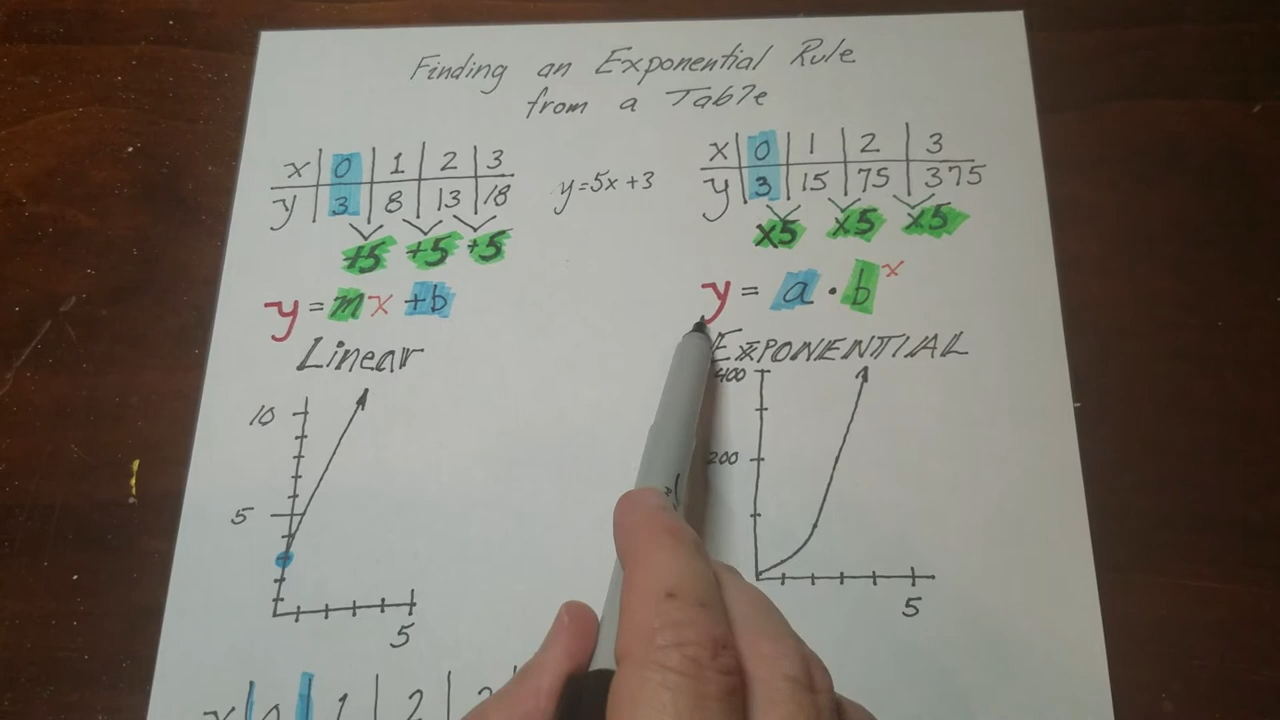 Finding an Exponential Rule
from a Table
x 0 1 2 3
y 3 8 13 18
+5 +5 +5
y = mx + b
Linear
10
5
5
y=5x+3
x 0 1 2 3
y 3 15 75 375
x5 x5 x5
y = a · b^x
EXPONENTIAL
400
200
5
x 0 1 2